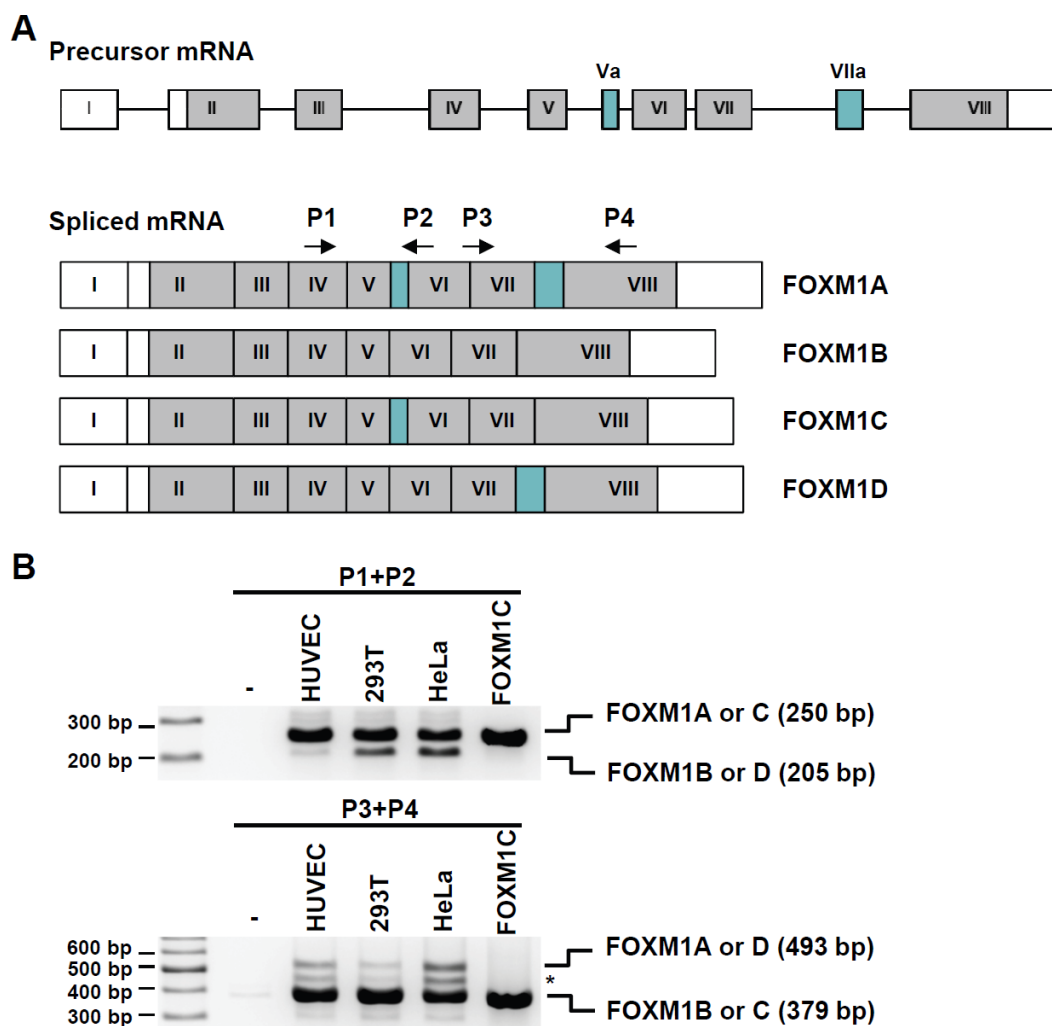 A
Precursor mRNA
Va VIIa
I II III IV V VI VII VIII
Spliced mRNA P1 P2 P3 P4
I II III IV V VI VII VIII FOXM1A
I II III IV V VI VII VIII FOXM1B
I II III IV V VI VII VIII FOXM1C
I II III IV V VI VII VIII FOXM1D
B
P1+P2
- HUVEC 293T HeLa FOXM1C
300 bp
200 bp
FOXM1A or C (250 bp)
FOXM1B or D (205 bp)
P3+P4
- HUVEC 293T HeLa FOXM1C
600 bp
500 bp
400 bp
300 bp
FOXM1A or D (493 bp)
*
FOXM1B or C (379 bp)